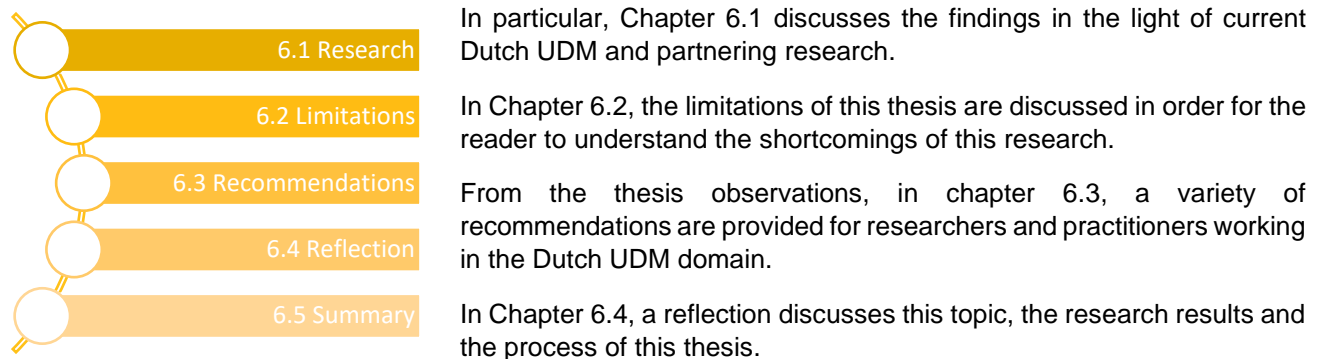 6.1 Research
6.2 Limitations
6.3 Recommendations
6.4 Reflection
6.5 Summary
In particular, Chapter 6.1 discusses the findings in the light of current
Dutch UDM and partnering research.
In Chapter 6.2, the limitations of this thesis are discussed in order for the
reader to understand the shortcomings of this research.
From the thesis observations, in chapter 6.3, a variety of
recommendations are provided for researchers and practitioners working
in the Dutch UDM domain.
In Chapter 6.4, a reflection discusses this topic, the research results and
the process of this thesis.